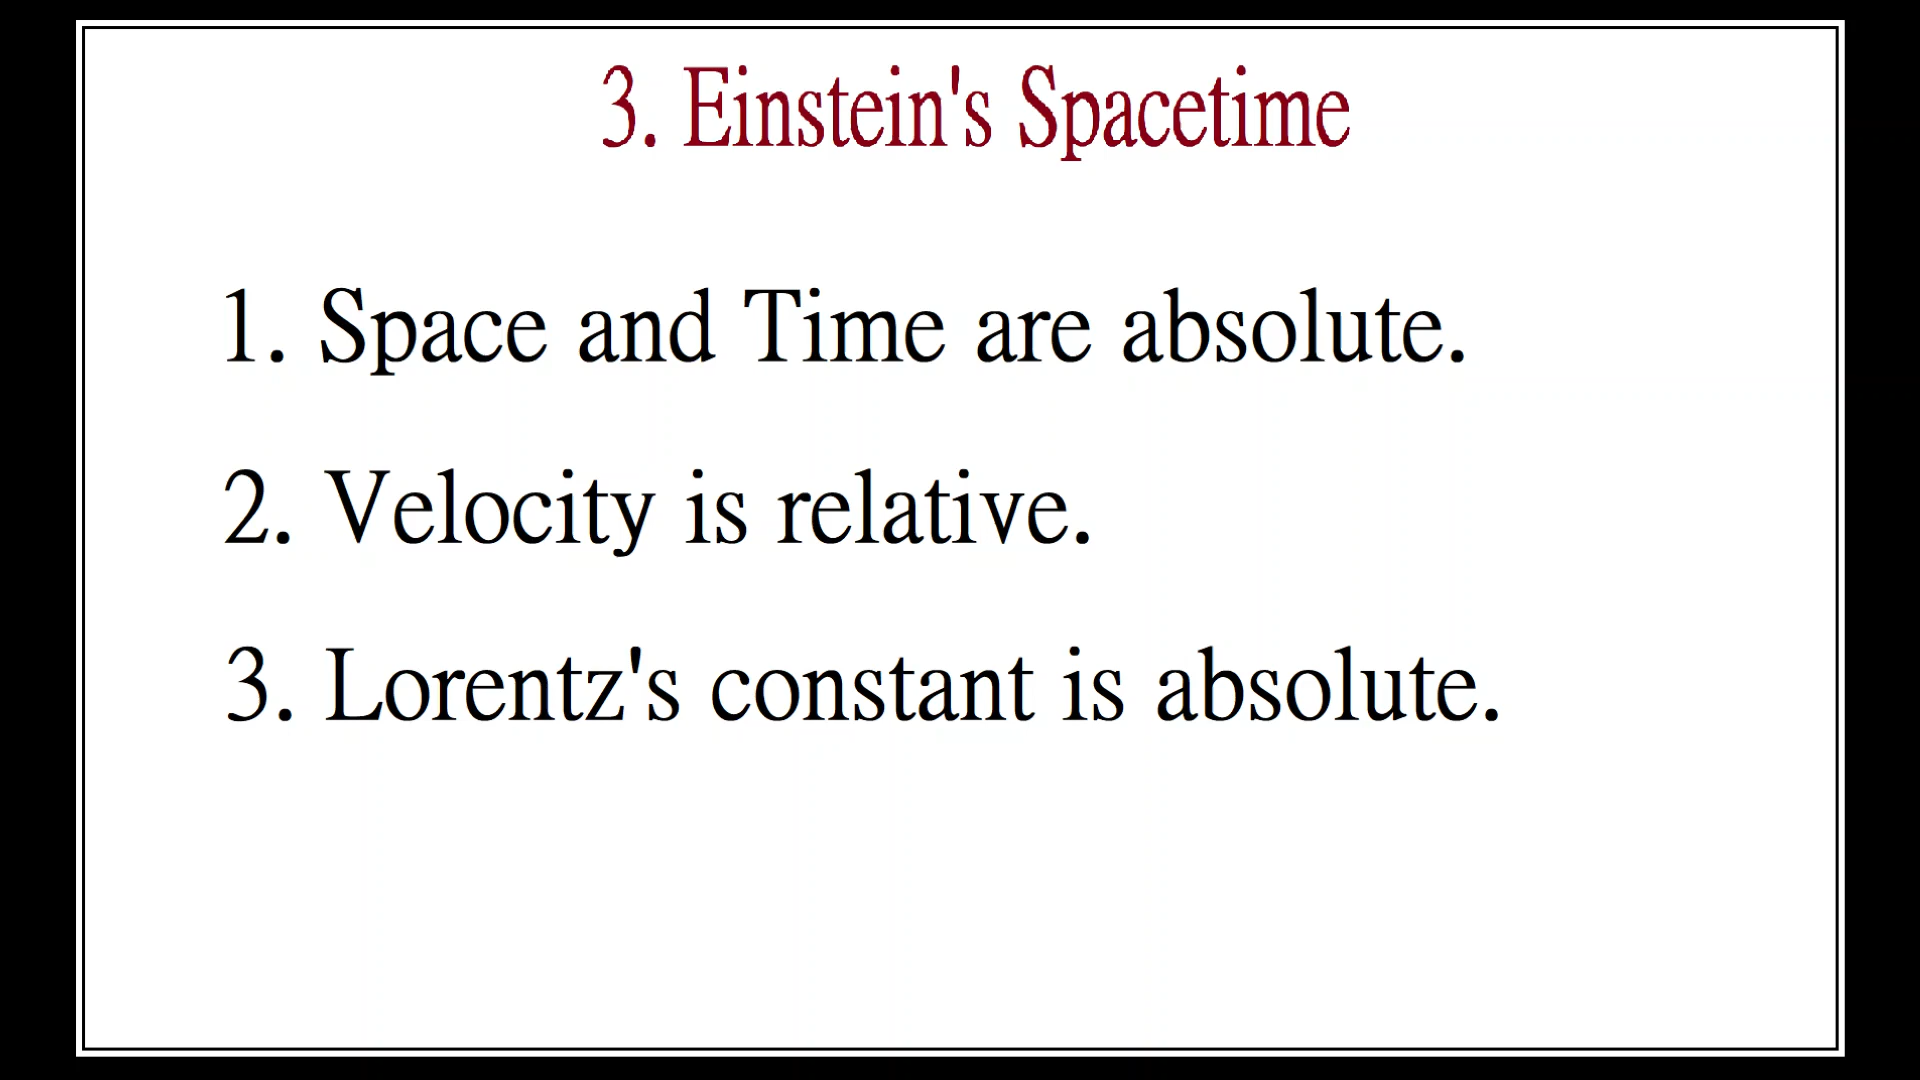 3. Einstein's Spacetime
1. Space and Time are absolute.
2. Velocity is relative.
3. Lorentz's constant is absolute.